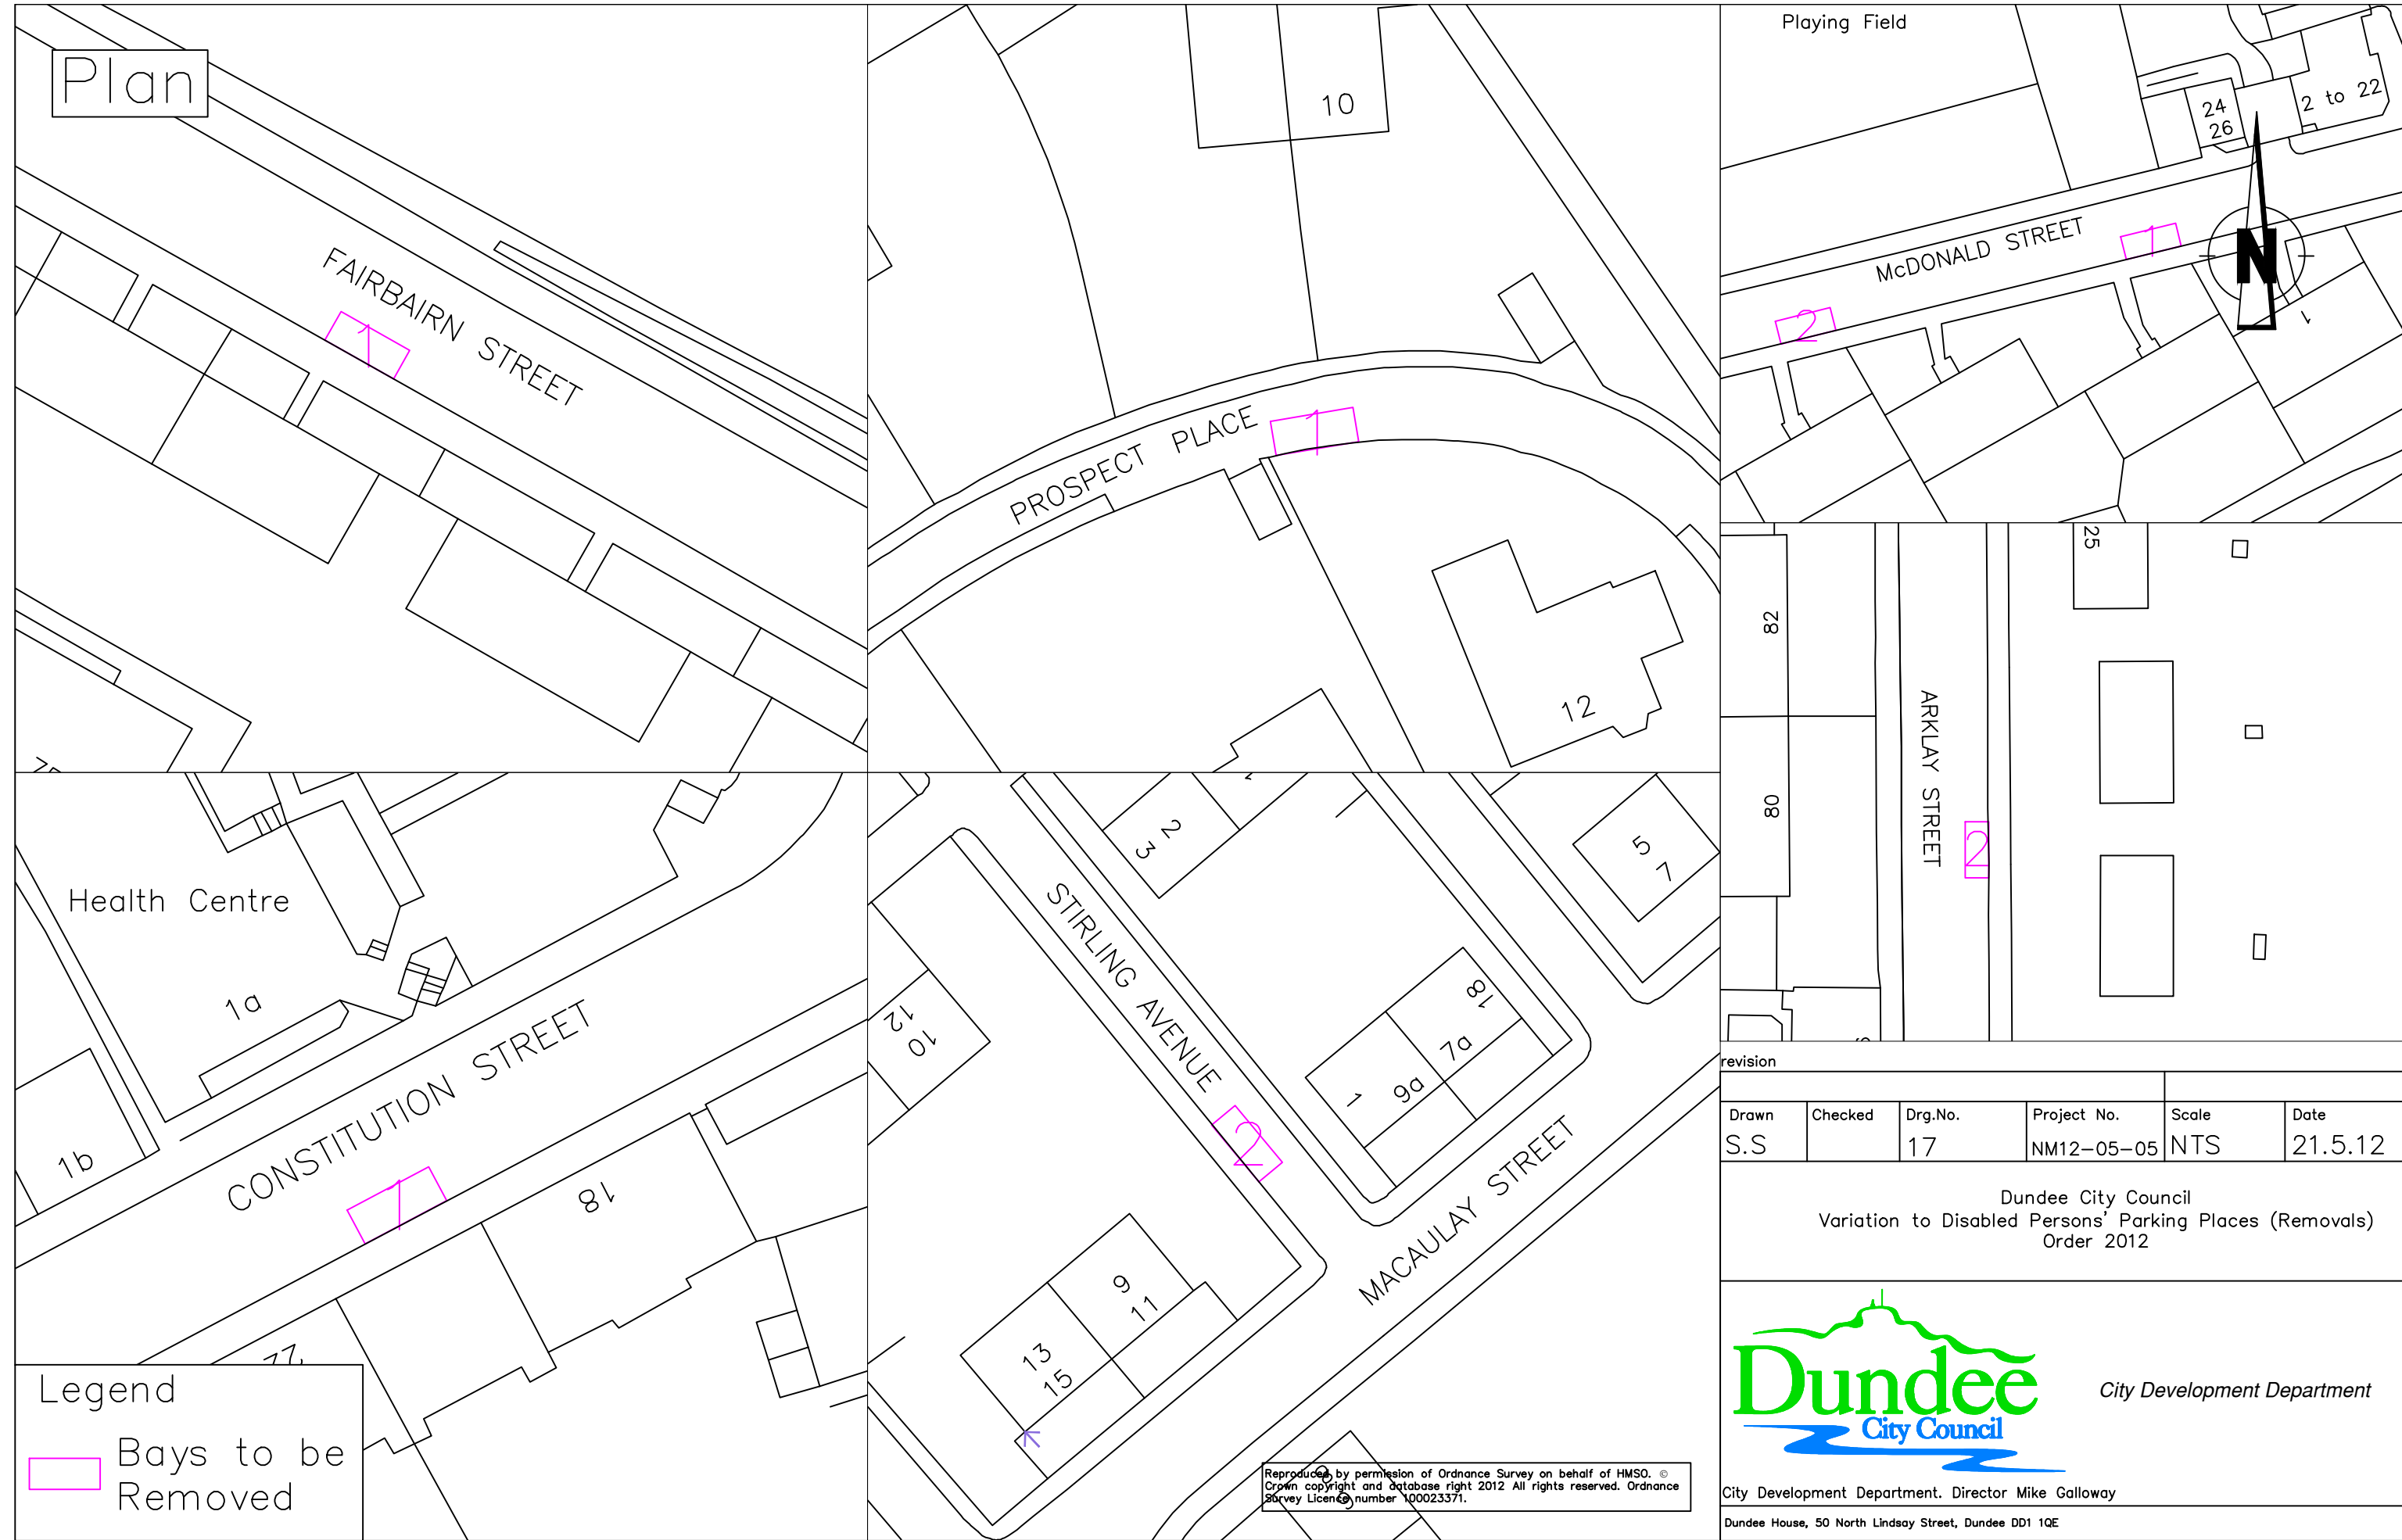 Plan
FAIRBAIRN STREET
1
10
PROSPECT PLACE
1
12
Playing Field
24
26
2 to 22
McDONALD STREET
1
2
N
1
25
82
80
ARKLAY STREET
2
Health Centre
1a
1b
CONSTITUTION STREET
1
18
22
Legend
Bays to be
Removed
2
3
5
7
STIRLING AVENUE
12
10
18
7a
9a
1
2
MACAULAY STREET
9
11
13
15
Reproduced by permission of Ordnance Survey on behalf of HMSO. ©
Crown copyright and database right 2012 All rights reserved. Ordnance
Survey Licence number 100023371.
revision
Drawn Checked Drg.No. Project No. Scale Date
S.S 17 NM12-05-05 NTS 21.5.12
Dundee City Council
Variation to Disabled Persons' Parking Places (Removals)
Order 2012
Dundee
City Council
City Development Department
City Development Department. Director Mike Galloway
Dundee House, 50 North Lindsay Street, Dundee DD1 1QE